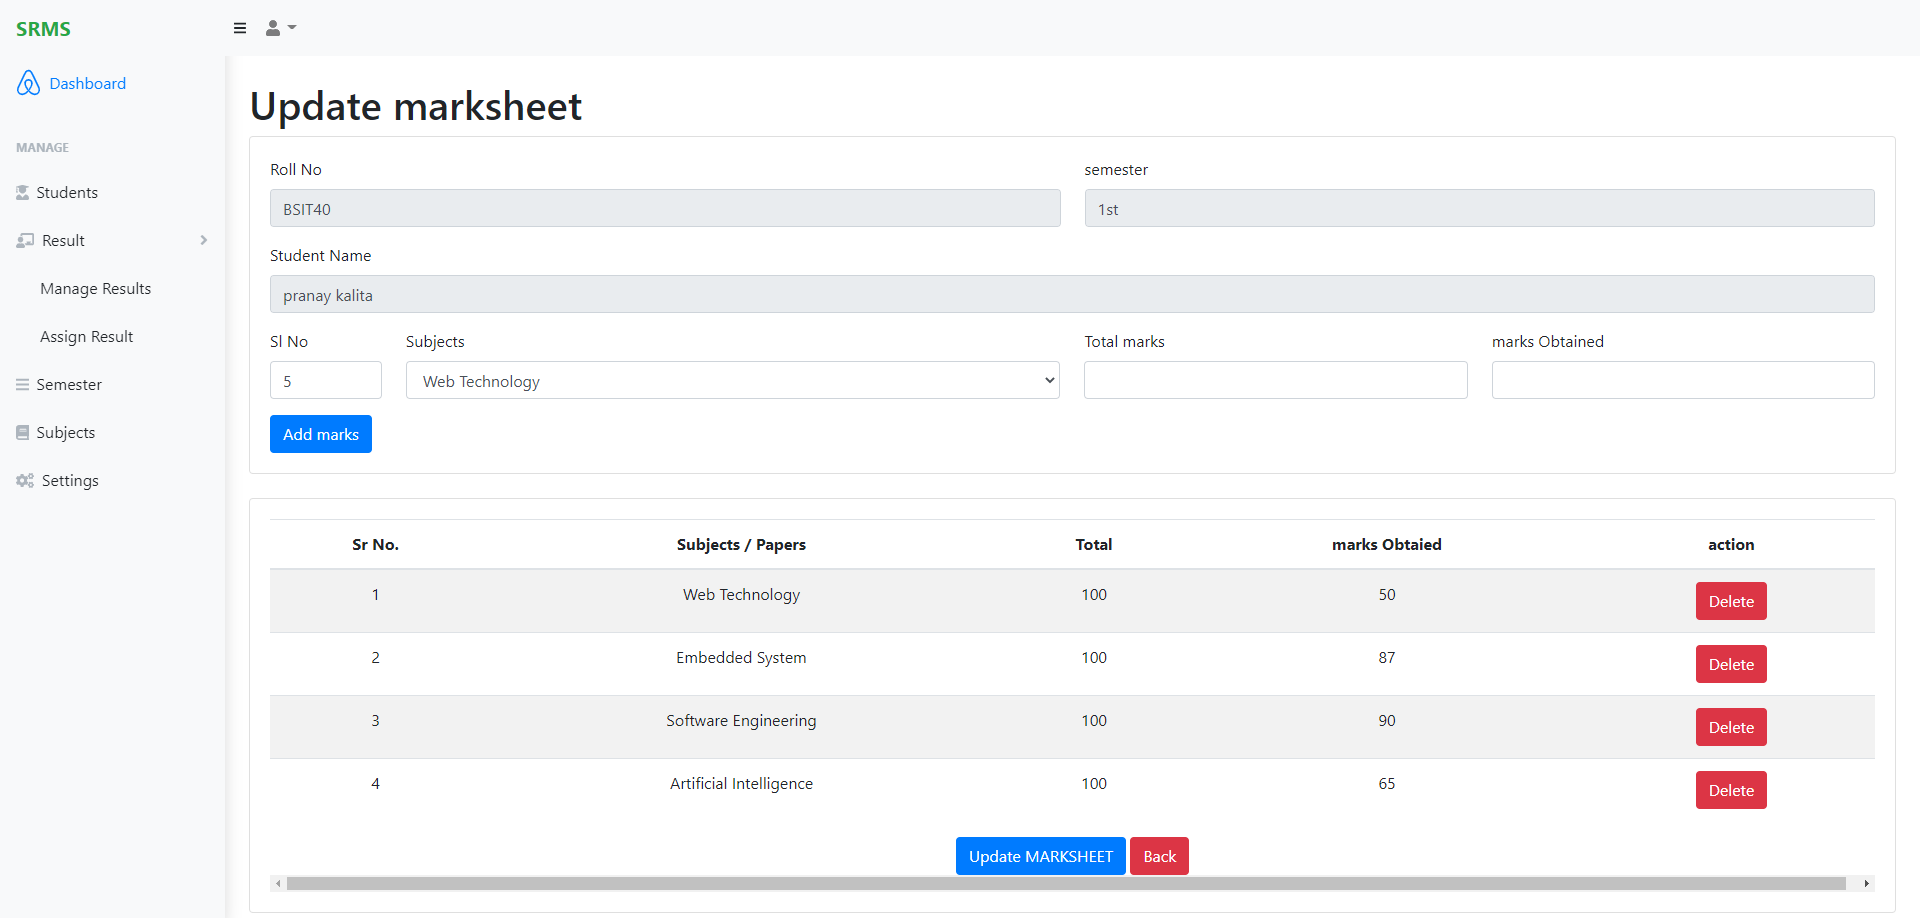 SRMS
Dashboard
MANAGE
Students
Result
Manage Results
Assign Result
Semester
Subjects
Settings
Update marksheet
Roll No semester
BSIT40 1st
Student Name
pranay kalita
Sl No Subjects Total marks marks Obtained
5 Web Technology
Add marks
Sr No. Subjects / Papers Total marks Obtaied action
1 Web Technology 100 50 Delete
2 Embedded System 100 87 Delete
3 Software Engineering 100 90 Delete
4 Artificial Intelligence 100 65 Delete
Update MARKSHEET Back